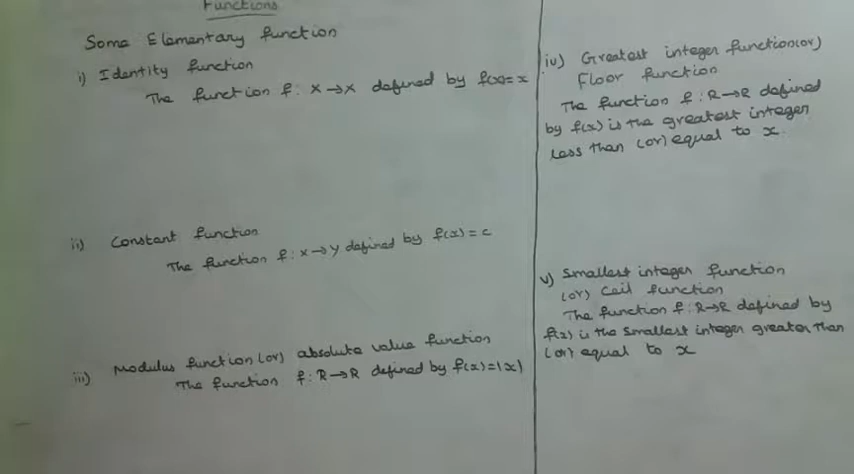 Functions
Some Elementary function
i) Identity function
The function f: X→X defined by f(x)=x
ii) Constant function
The function f: X→y defined by f(x)=c
iii) Modulus function (or) absolute value function
The function f: R→R defined by f(x)=|x|
iv) Greatest integer function(or)
Floor function
The function f: R→R defined
by f(x) is the greatest integer
less than (or) equal to x.
v) Smallest integer function
(or) Ceil function
The function f: R→R defined by
f(x) is the smallest integer greater than
(or) equal to x